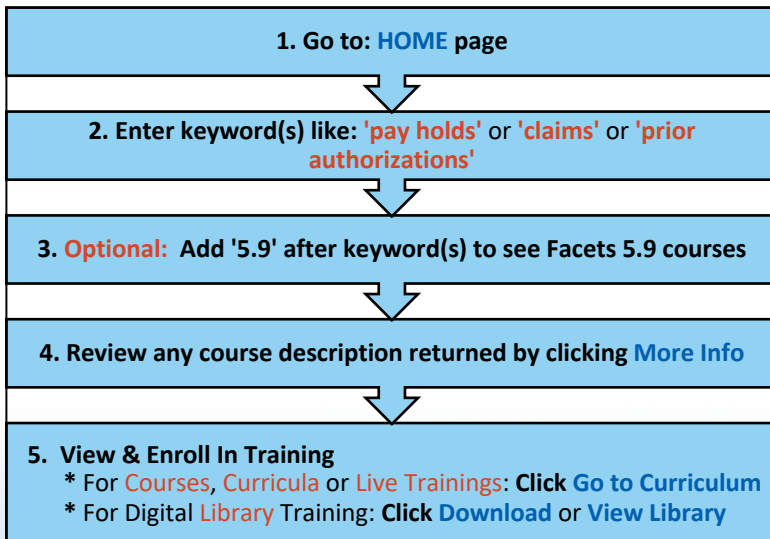 1. Go to: HOME page
2. Enter keyword(s) like: 'pay holds' or 'claims' or 'prior
authorizations'
3. Optional: Add '5.9' after keyword(s) to see Facets 5.9 courses
4. Review any course description returned by clicking More Info
5. View & Enroll In Training
* For Courses, Curricula or Live Trainings: Click Go to Curriculum
* For Digital Library Training: Click Download or View Library